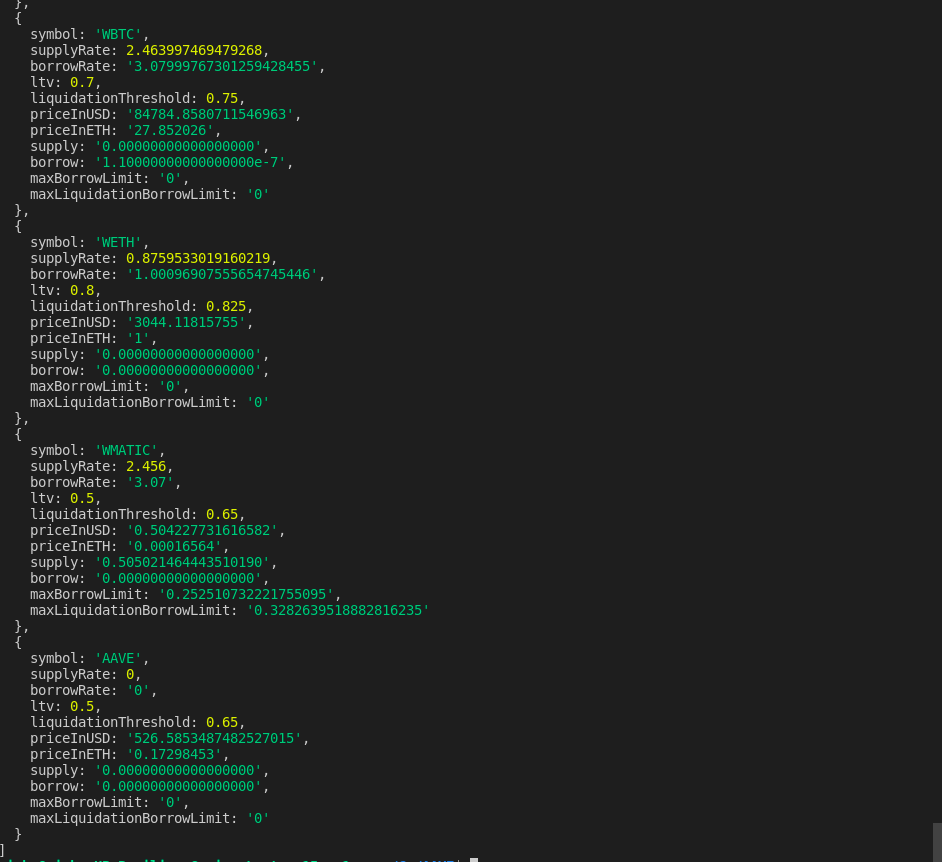 },
{
symbol: 'WBTC',
supplyRate: 2.463997469479268,
borrowRate: '3.07999767301259428455',
ltv: 0.7,
liquidationThreshold: 0.75,
priceInUSD: '84784.8580711546963',
priceInETH: '27.852026',
supply: '0.00000000000000000',
borrow: '1.10000000000000000e-7',
maxBorrowLimit: '0',
maxLiquidationBorrowLimit: '0'
},
{
symbol: 'WETH',
supplyRate: 0.8759533019160219,
borrowRate: '1.00096907555654745446',
ltv: 0.8,
liquidationThreshold: 0.825,
priceInUSD: '3044.11815755',
priceInETH: '1',
supply: '0.00000000000000000',
borrow: '0.00000000000000000',
maxBorrowLimit: '0',
maxLiquidationBorrowLimit: '0'
},
{
symbol: 'WMATIC',
supplyRate: 2.456,
borrowRate: '3.07',
ltv: 0.5,
liquidationThreshold: 0.65,
priceInUSD: '0.504227731616582',
priceInETH: '0.00016564',
supply: '0.505021464443510190',
borrow: '0.00000000000000000',
maxBorrowLimit: '0.252510732221755095',
maxLiquidationBorrowLimit: '0.3282639518882816235'
},
{
symbol: 'AAVE',
supplyRate: 0,
borrowRate: '0',
ltv: 0.5,
liquidationThreshold: 0.65,
priceInUSD: '526.5853487482527015',
priceInETH: '0.17298453',
supply: '0.00000000000000000',
borrow: '0.00000000000000000',
maxBorrowLimit: '0',
maxLiquidationBorrowLimit: '0'
}
]